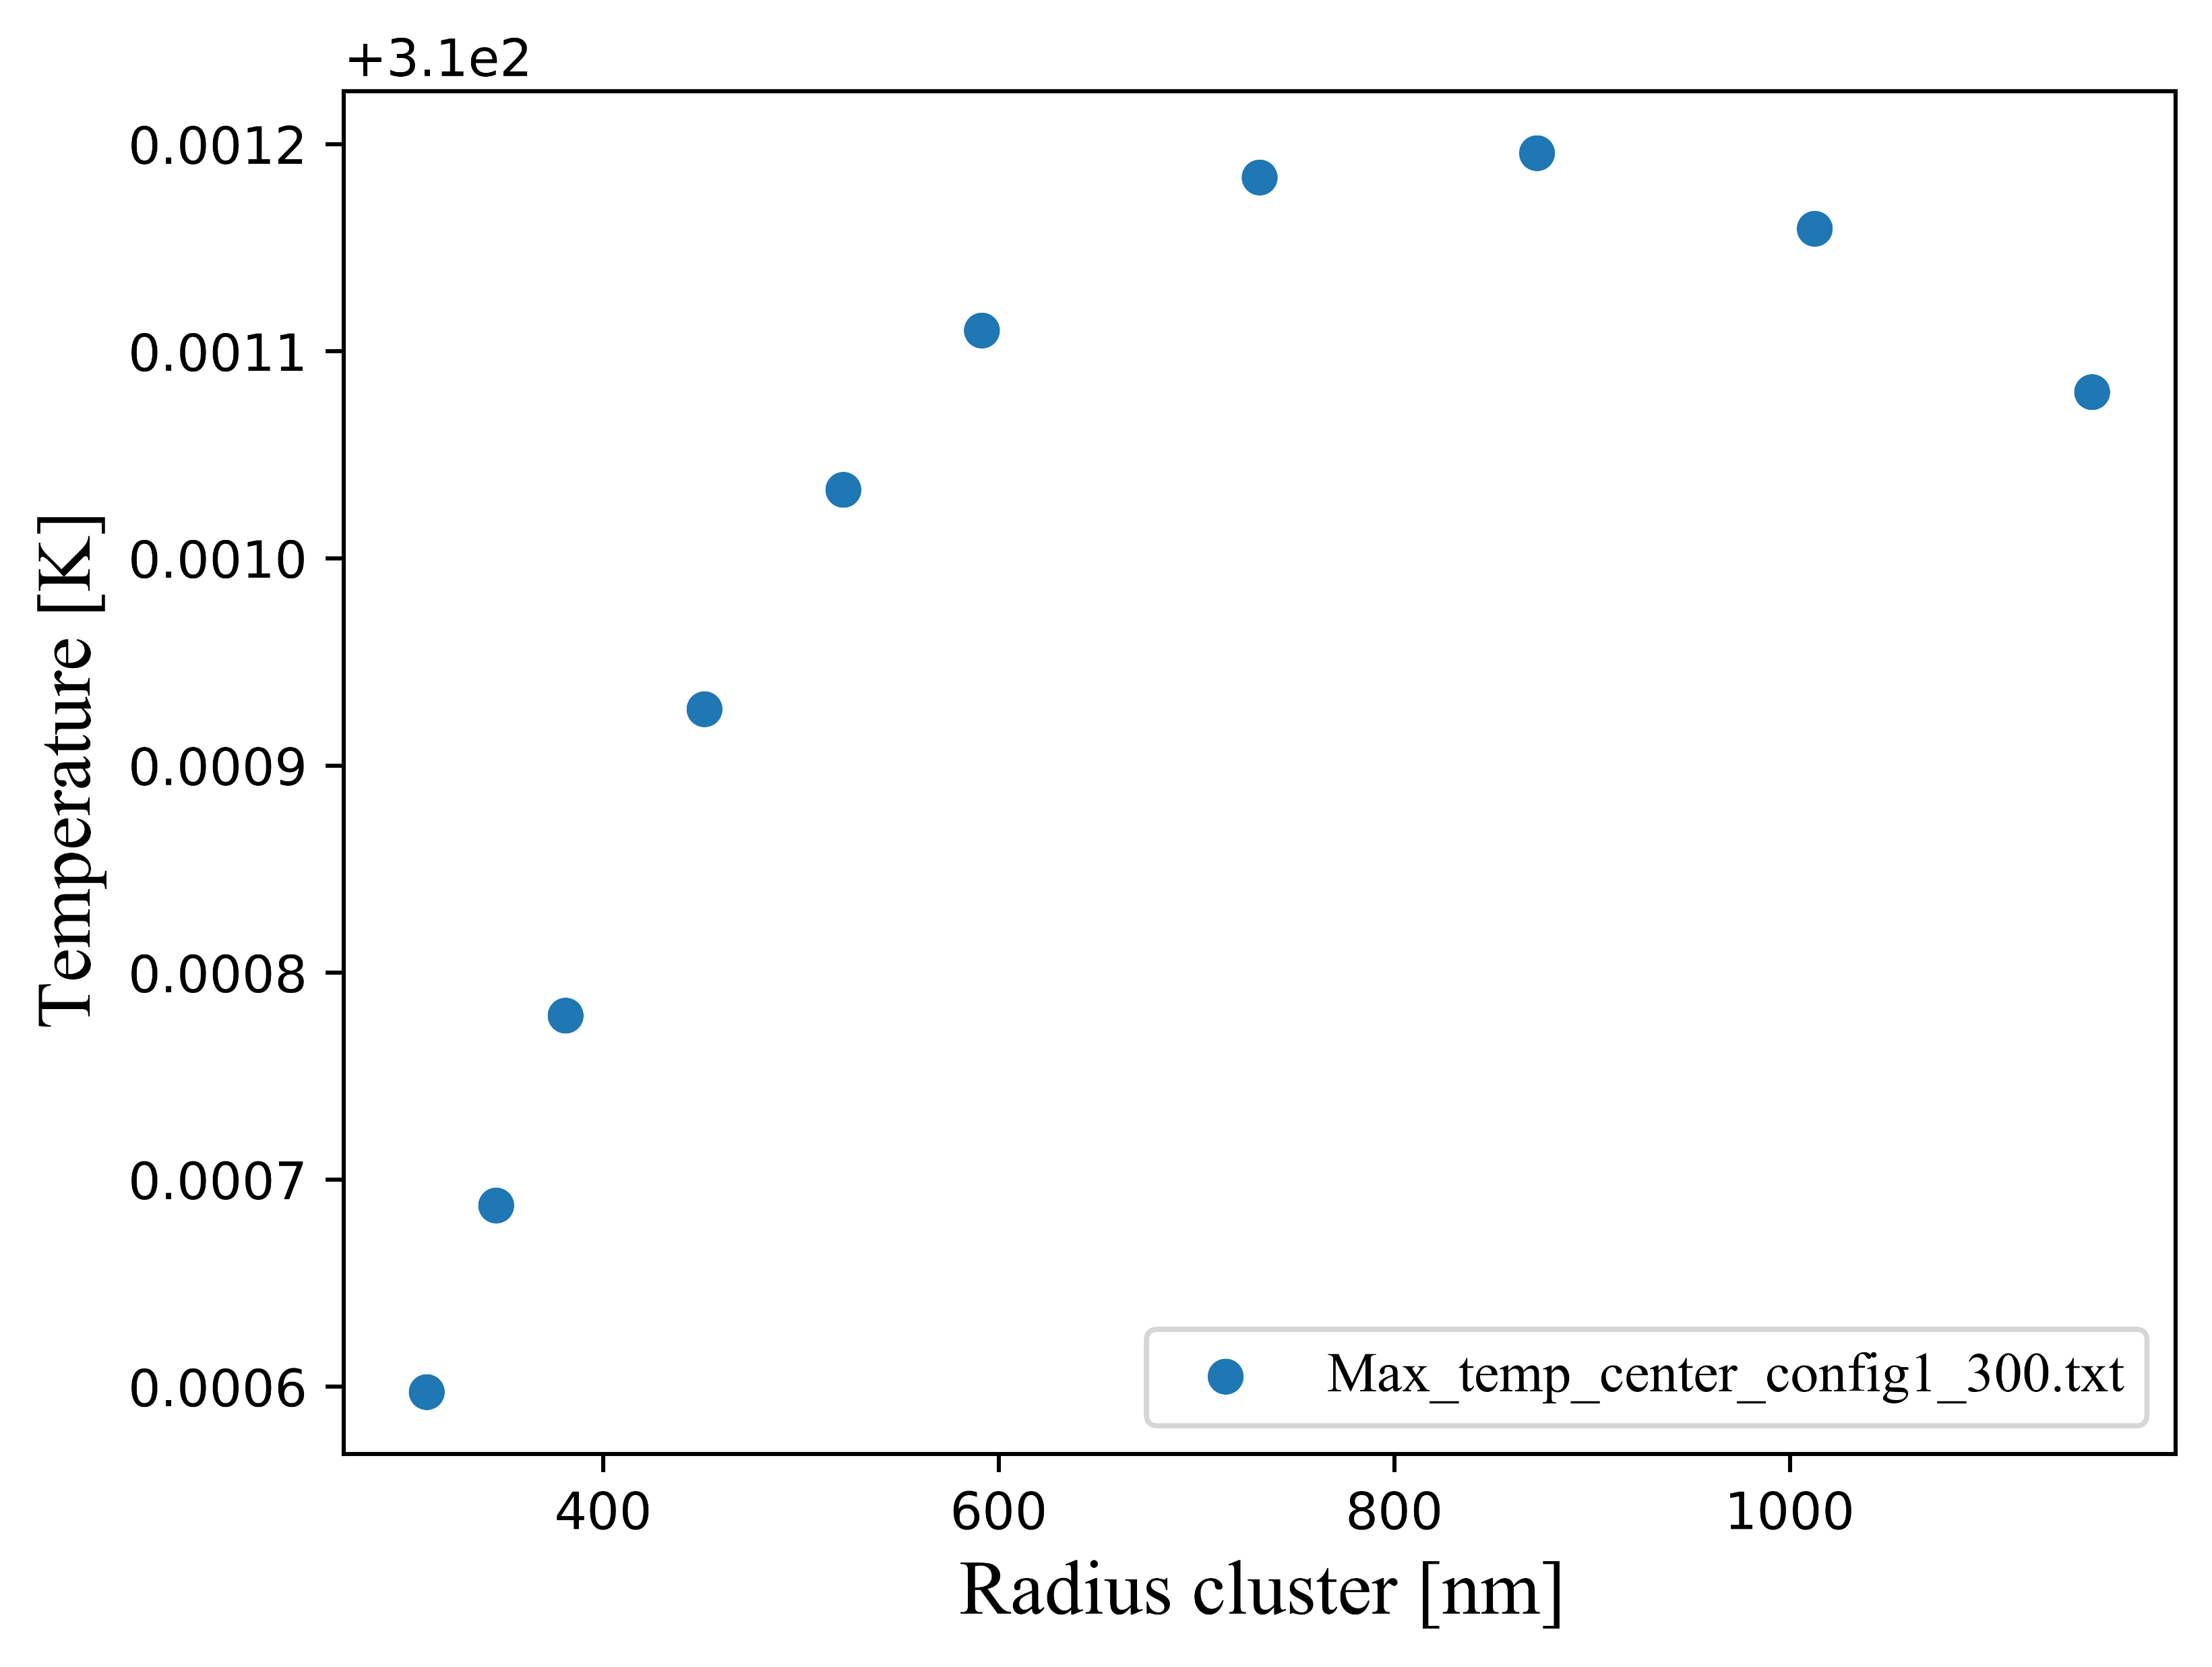 +3.1e2
0.0012
0.0011
0.0010
0.0009
0.0008
0.0007
0.0006
Temperature [K]
Max_temp_center_config1_300.txt
400 600 800 1000
Radius cluster [nm]